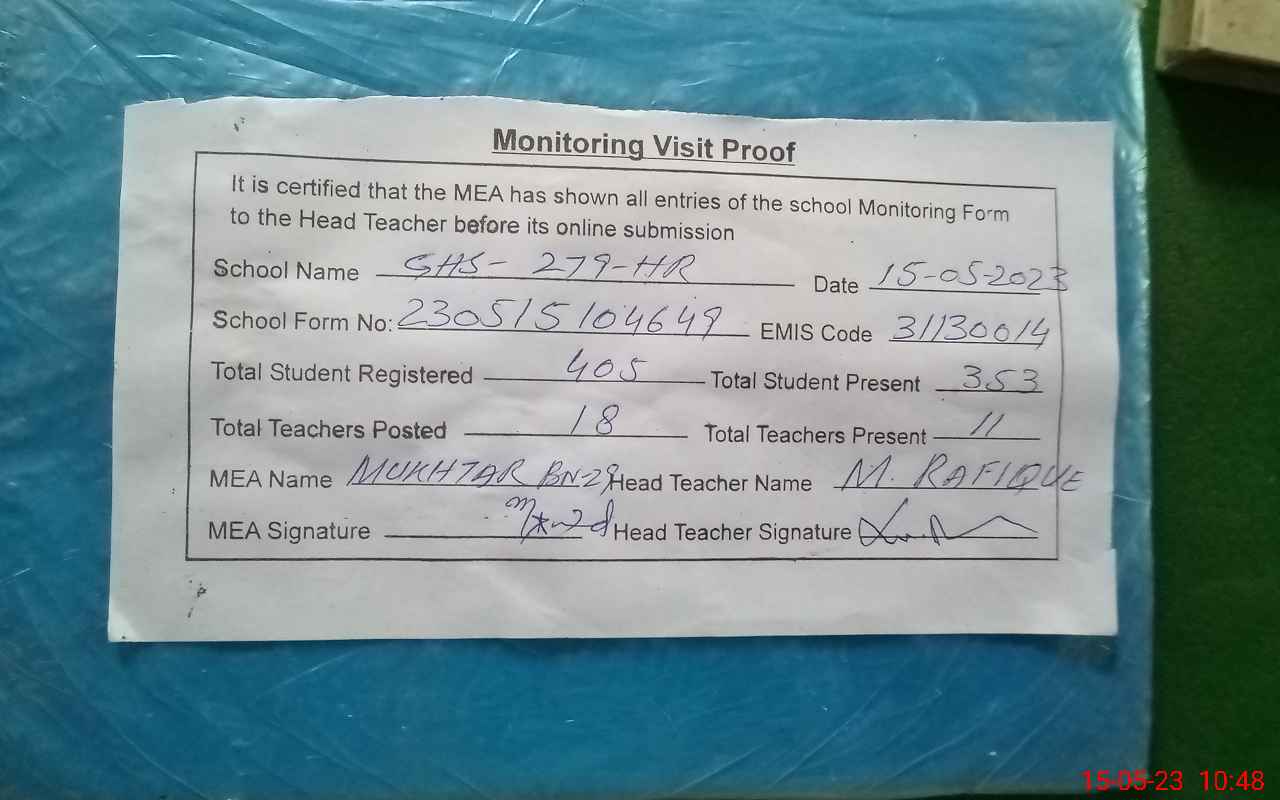 Monitoring Visit Proof
It is certified that the MEA has shown all entries of the school Monitoring Form
to the Head Teacher before its online submission
School Name GHS- 279-HR Date 15-05-2023
School Form No: 230515104649 EMIS Code 31130014
Total Student Registered 405 Total Student Present 353
Total Teachers Posted 18 Total Teachers Present 11
MEA Name MUKHTAR BN-29 Head Teacher Name M. RAFIQUE
MEA Signature Head Teacher Signature
15-05-23 10:48